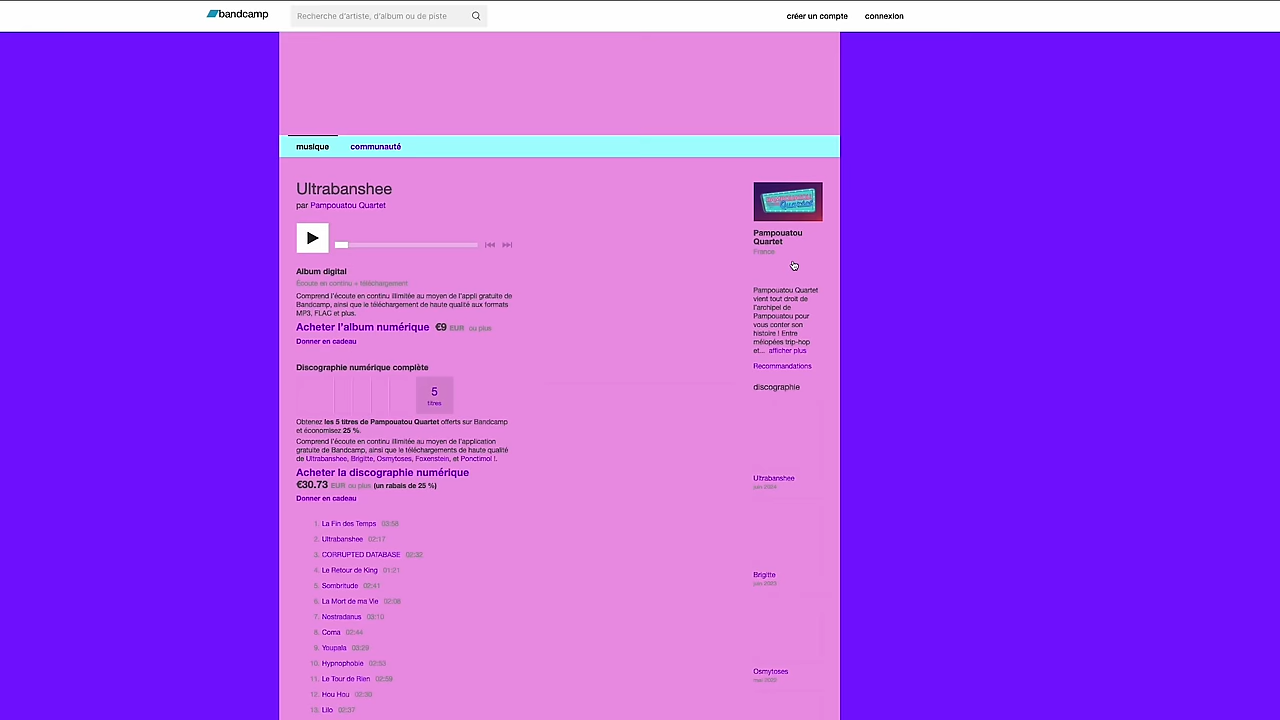 bandcamp
Recherche d'artiste, d'album ou de piste
créer un compte
connexion
musique
communauté
Ultrabanshee
par Pampouatou Quartet
Album digital
Écoute en continu + téléchargement
Comprend l'écoute en continu illimitée au moyen de l'appli gratuite de
Bandcamp, ainsi que le téléchargement de haute qualité aux formats
MP3, FLAC et plus.
Acheter l'album numérique €9 EUR ou plus
Donner en cadeau
Discographie numérique complète
5
titres
Obtenez les 5 titres de Pampouatou Quartet offerts sur Bandcamp
et économisez 25 %.
Comprend l'écoute en continu illimitée au moyen de l'application
gratuite de Bandcamp, ainsi que le téléchargements de haute qualité
de Ultrabanshee, Brigitte, Osmytoses, Foxenstein, et Ponctimol !.
Acheter la discographie numérique
€30.73 EUR ou plus (un rabais de 25 %)
Donner en cadeau
1. La Fin des Temps 03:58
2. Ultrabanshee 02:17
3. CORRUPTED DATABASE 02:32
4. Le Retour de King 01:21
5. Sombritude 02:41
6. La Mort de ma Vie 02:08
7. Nostradanus 03:10
8. Coma 02:44
9. Youpala 03:29
10. Hypnophobie 02:53
11. Le Tour de Rien 02:59
12. Hou Hou 02:30
13. Lilo 02:37
Pampouatou
Quartet
France
Pampouatou Quartet
vient tout droit de
l'archipel de
Pampouatou pour
vous conter son
histoire ! Entre
mélopées trip-hop
et... afficher plus
Recommandations
discographie
Ultrabanshee
juin 2024
Brigitte
juin 2023
Osmytoses
mai 2022